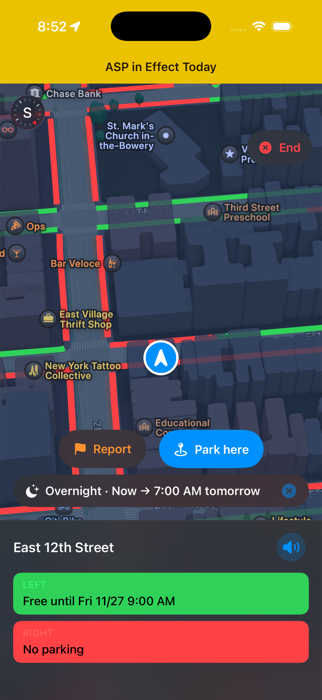 8:52
ASP in Effect Today
Chase Bank
S
St. Mark's
Church in-
the-Bowery
End
Third Street
Preschool
Ops
Bar Veloce
East Village
Thrift Shop
New York Tattoo
Collective
Educational
Report
Park here
Overnight · Now → 7:00 AM tomorrow
East 12th Street
LEFT
Free until Fri 11/27 9:00 AM
RIGHT
No parking